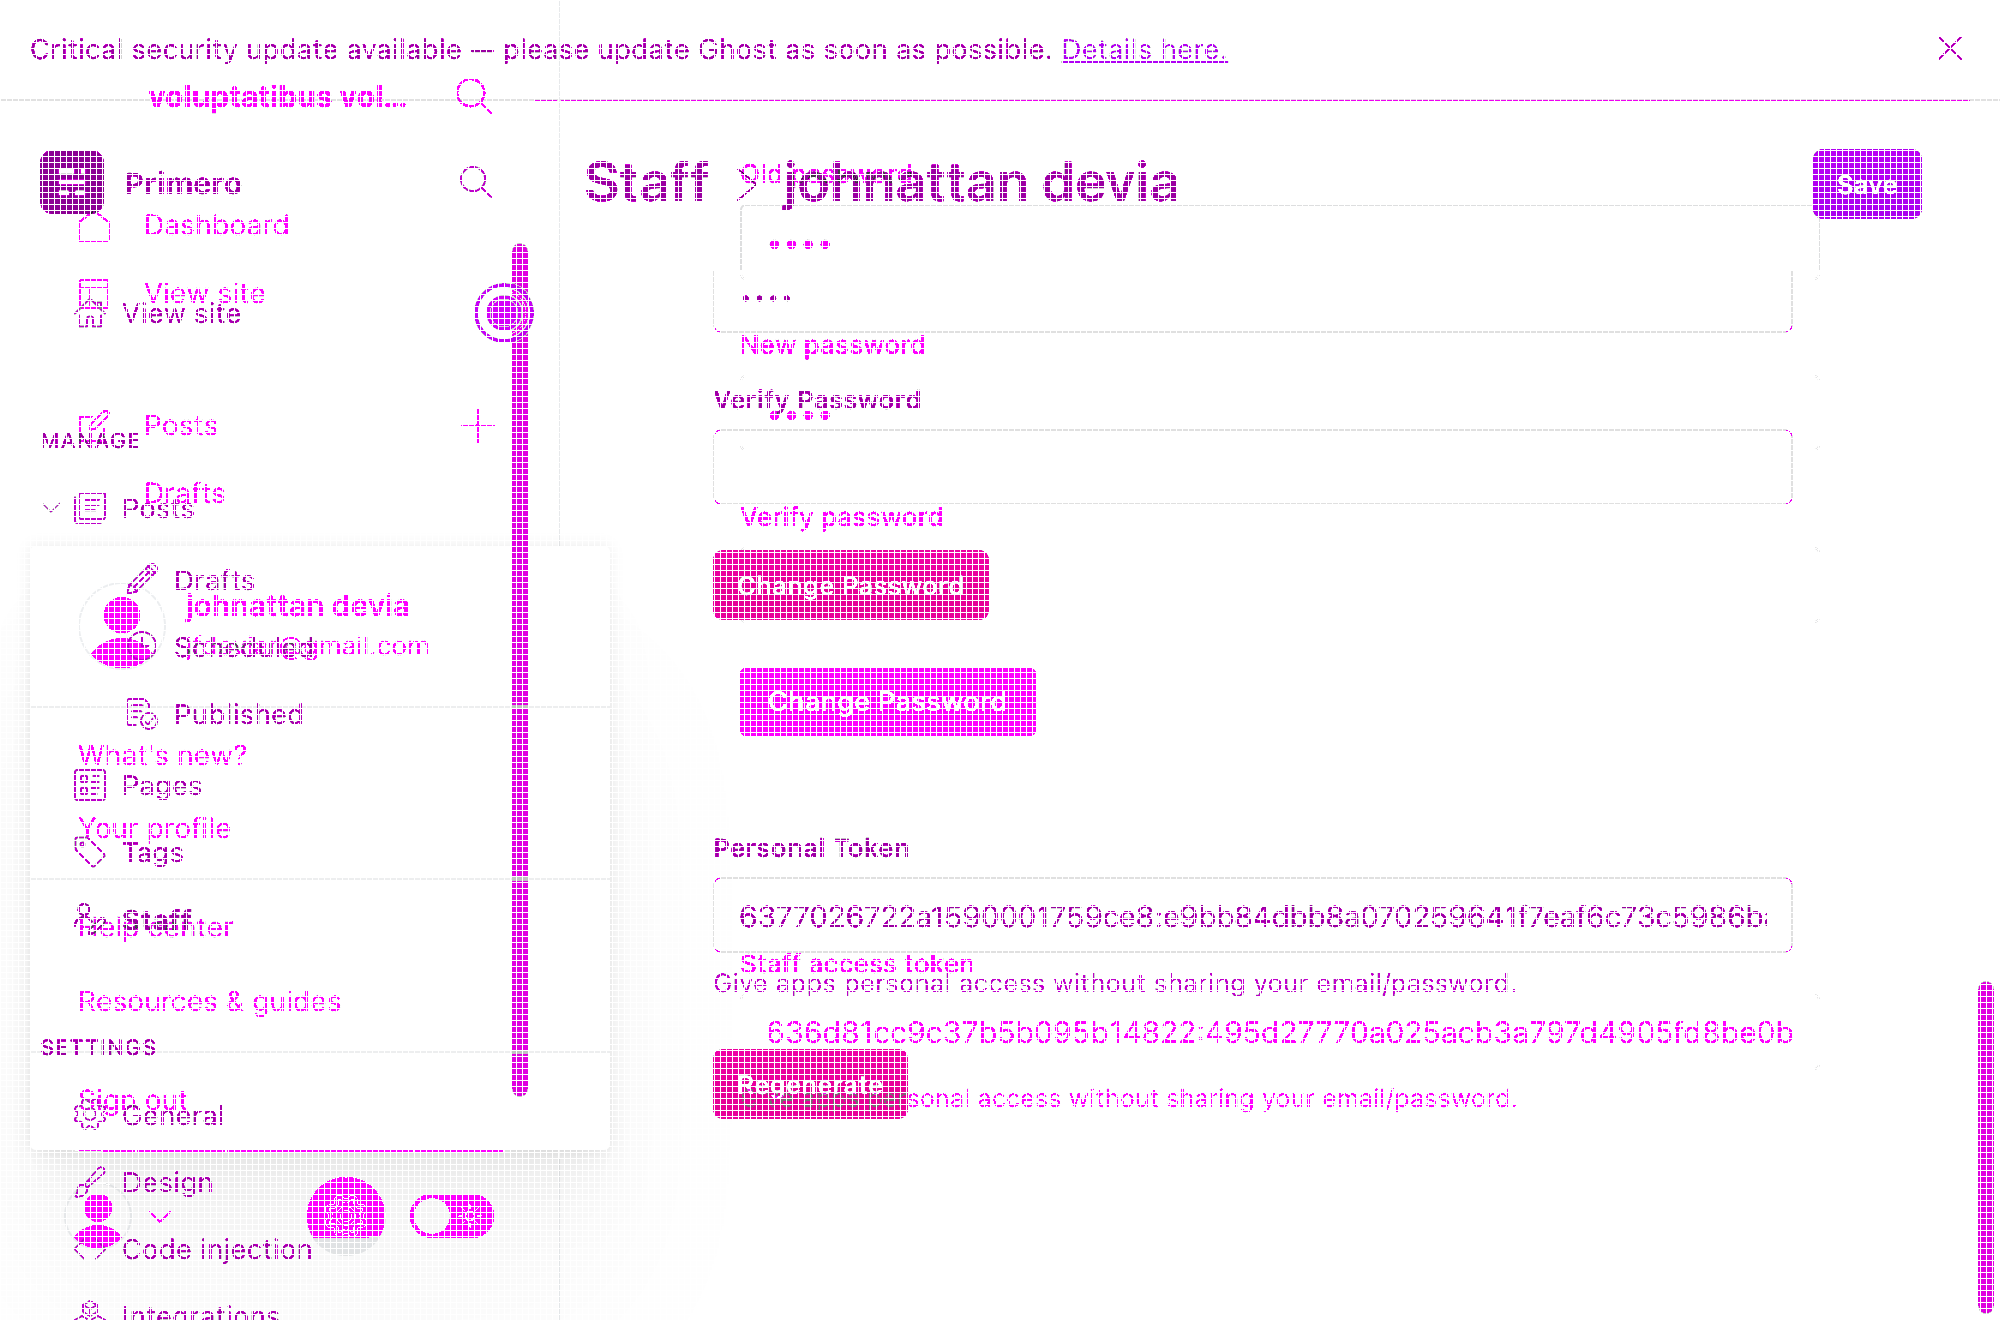 Critical security update available — please update Ghost as soon as possible. Details here.
voluptatibus vol...
Primero
Staff
johnattan devia
Save
Old password
Dashboard
View site
View site
New password
Verify Password
Posts
MANAGE
Drafts
Posts
Verify password
Change Password
Drafts
johnattan devia
Scheduled
@gmail.com
Change Password
Published
What's new?
Pages
Your profile
Tags
Personal Token
6377026722a1590001759ce8:e9bb84dbb8a070259641f7eaf6c73c5986b
Staff
Help center
Staff access token
Give apps personal access without sharing your email/password.
Resources & guides
636d81cc9c37b5b095b14822:495d27770a025acb3a797d4905fd8be0b
SETTINGS
Regenerate
sonal access without sharing your email/password.
Sign out
General
Design
Code injection
Integrations